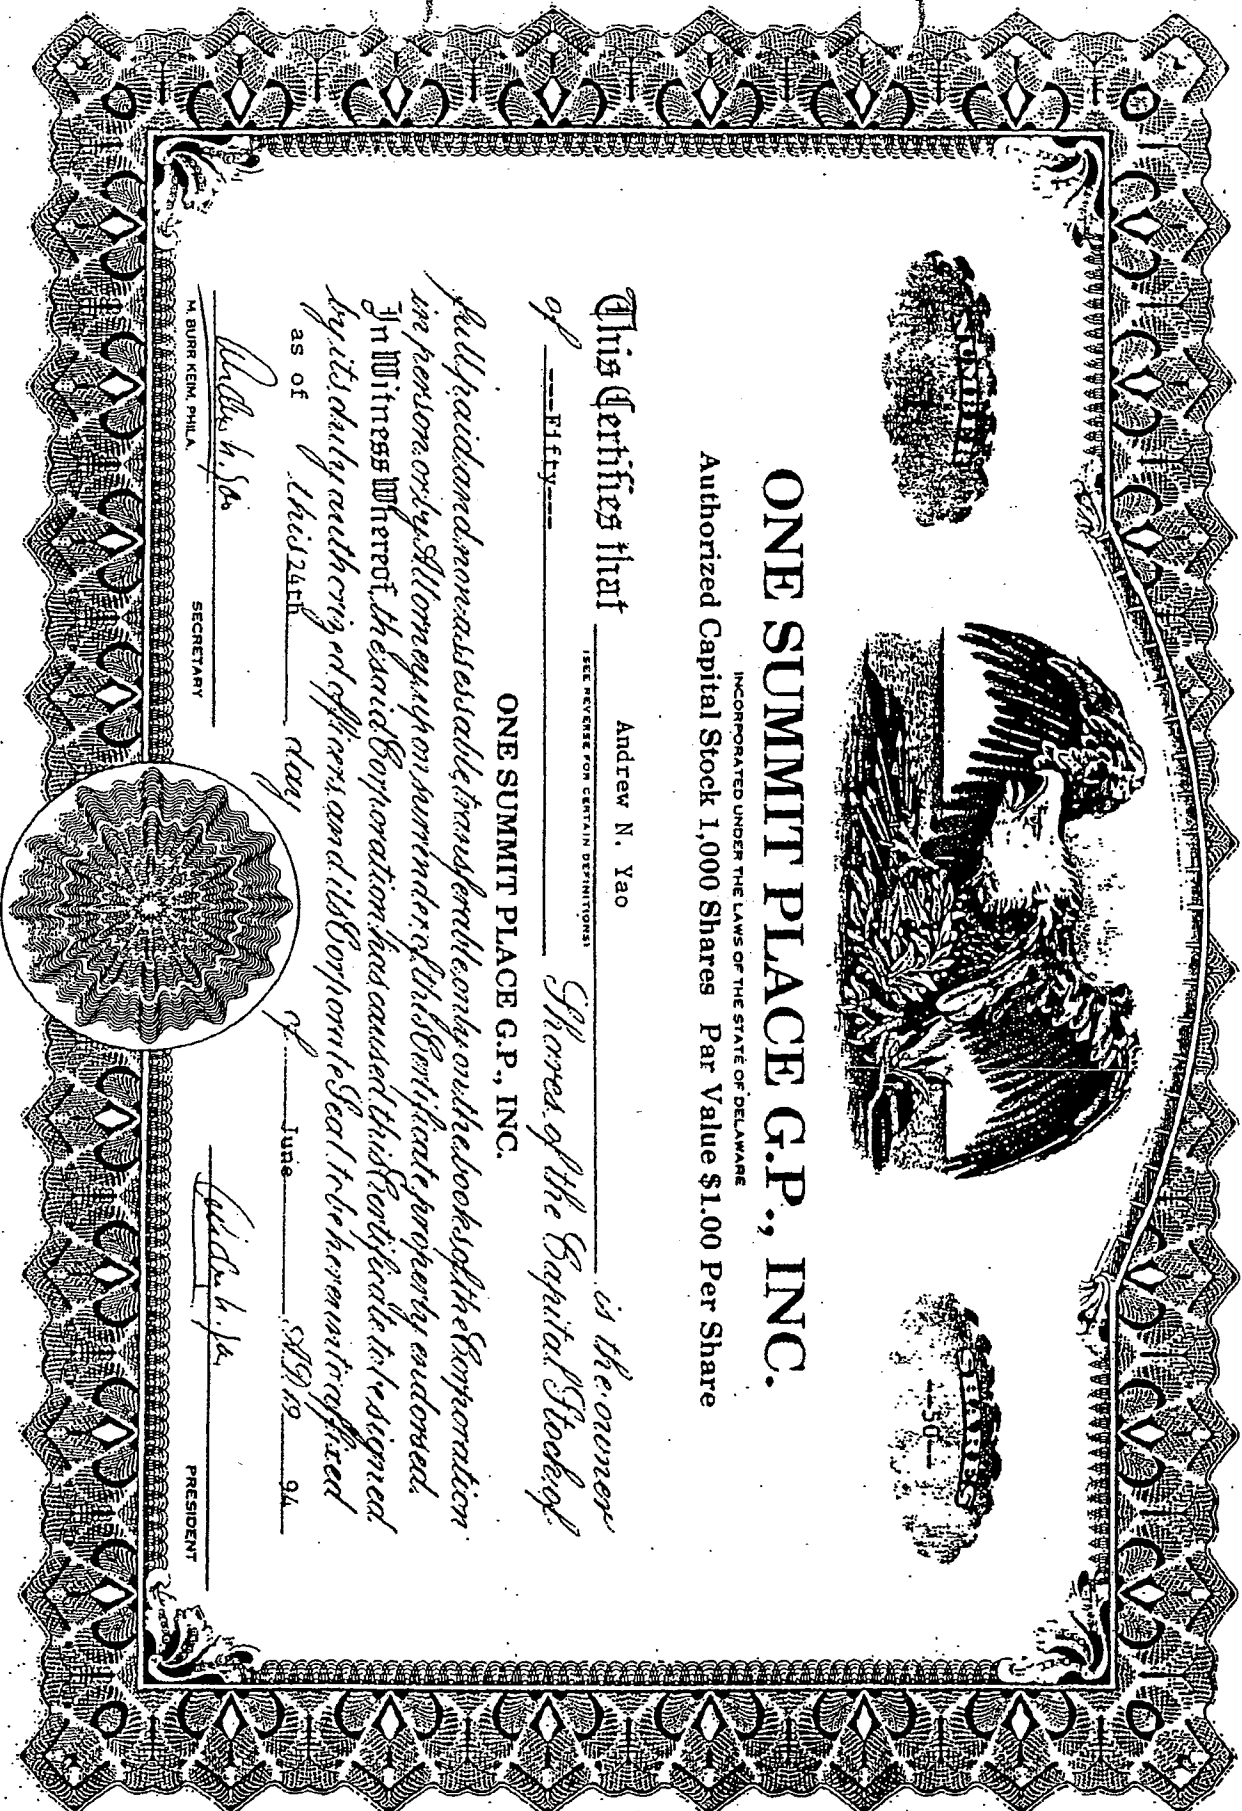 NUMBER
SHARES
--50--
ONE SUMMIT PLACE G.P., INC.
INCORPORATED UNDER THE LAWS OF THE STATE OF DELAWARE
Authorized Capital Stock 1,000 Shares Par Value $1.00 Per Share
This Certifies that Andrew N. Yao is the owner
(SEE REVERSE FOR CERTAIN DEFINITIONS)
of ---Fifty--- Shares of the Capital Stock of
ONE SUMMIT PLACE G.P., INC.
full paid and non-assessable, transferable only on the books of the Corporation
in person or by Attorney upon surrender of this Certificate properly endorsed.
In Witness Whereof, the said Corporation has caused this Certificate to be signed
by its duly authorized officers, and its Corporate Seal to be hereunto affixed
as of this 24th day of June A.D. 19 94
SECRETARY
PRESIDENT
M. BURR KEIM, PHILA.